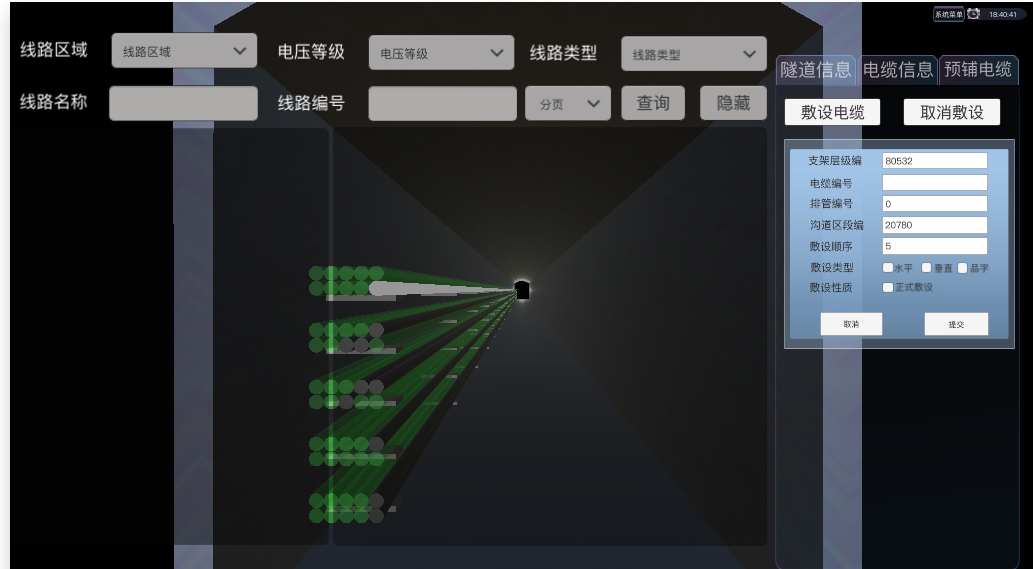 系统菜单 18:40:41
线路区域 线路区域 电压等级 电压等级 线路类型 线路类型
线路名称 线路编号 分页 查询 隐藏
隧道信息 电缆信息 预铺电缆
敷设电缆 取消敷设
支架层级编 80532
电缆编号
排管编号 0
沟道区段编 20780
敷设顺序 5
敷设类型 水平 垂直 品字
敷设性质 正式敷设
取消 提交